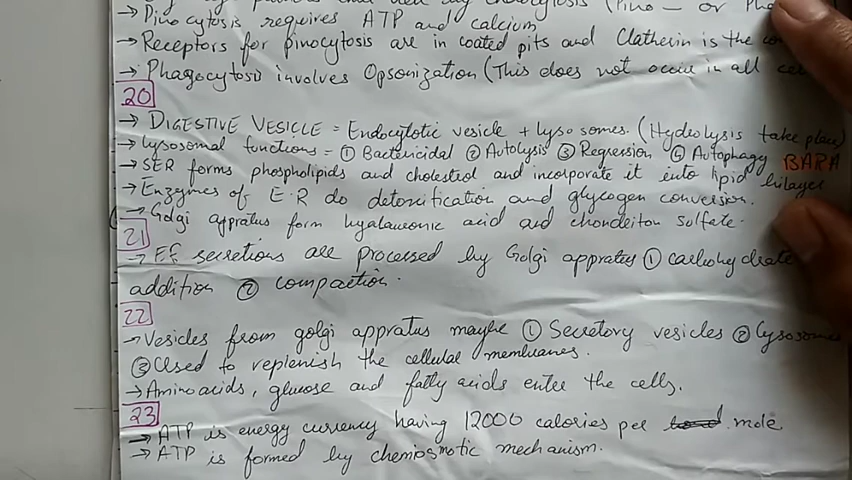 → Pinocytosis requires ATP and calcium
→ Receptors for pinocytosis are in coated pits and Clatherin is the
→ Phagocytosis involves Opsonization (This does not occur in all
20
→ DIGESTIVE VESICLE = Endocytotic vesicle + lysosomes. (Hydrolysis take place)
→ Lysosomal functions = ① Bactericidal ② Autolysis ③ Regression ④ Autophagy BARA
→ SER forms phospholipids and cholestrol and incorporate it into lipid bilayer
→ Enzymes of E.R do detoxification and glycogen conversion.
→ Golgi appratus form hyaluronic acid and chondroiton sulfate.
21
→ secretions are processed by Golgi appratus ① carbohydrate
addition ② compaction.
22
→ Vesicles from golgi appratus maybe ① Secretory vesicles ② Lysosomes
③ Used to replenish the cellular membranes.
→ Amino acids, glucose and fatty acids enter the cells.
23
→ ATP is energy currency having 12000 calories per mole
→ ATP is formed by chemiosmotic mechanism.